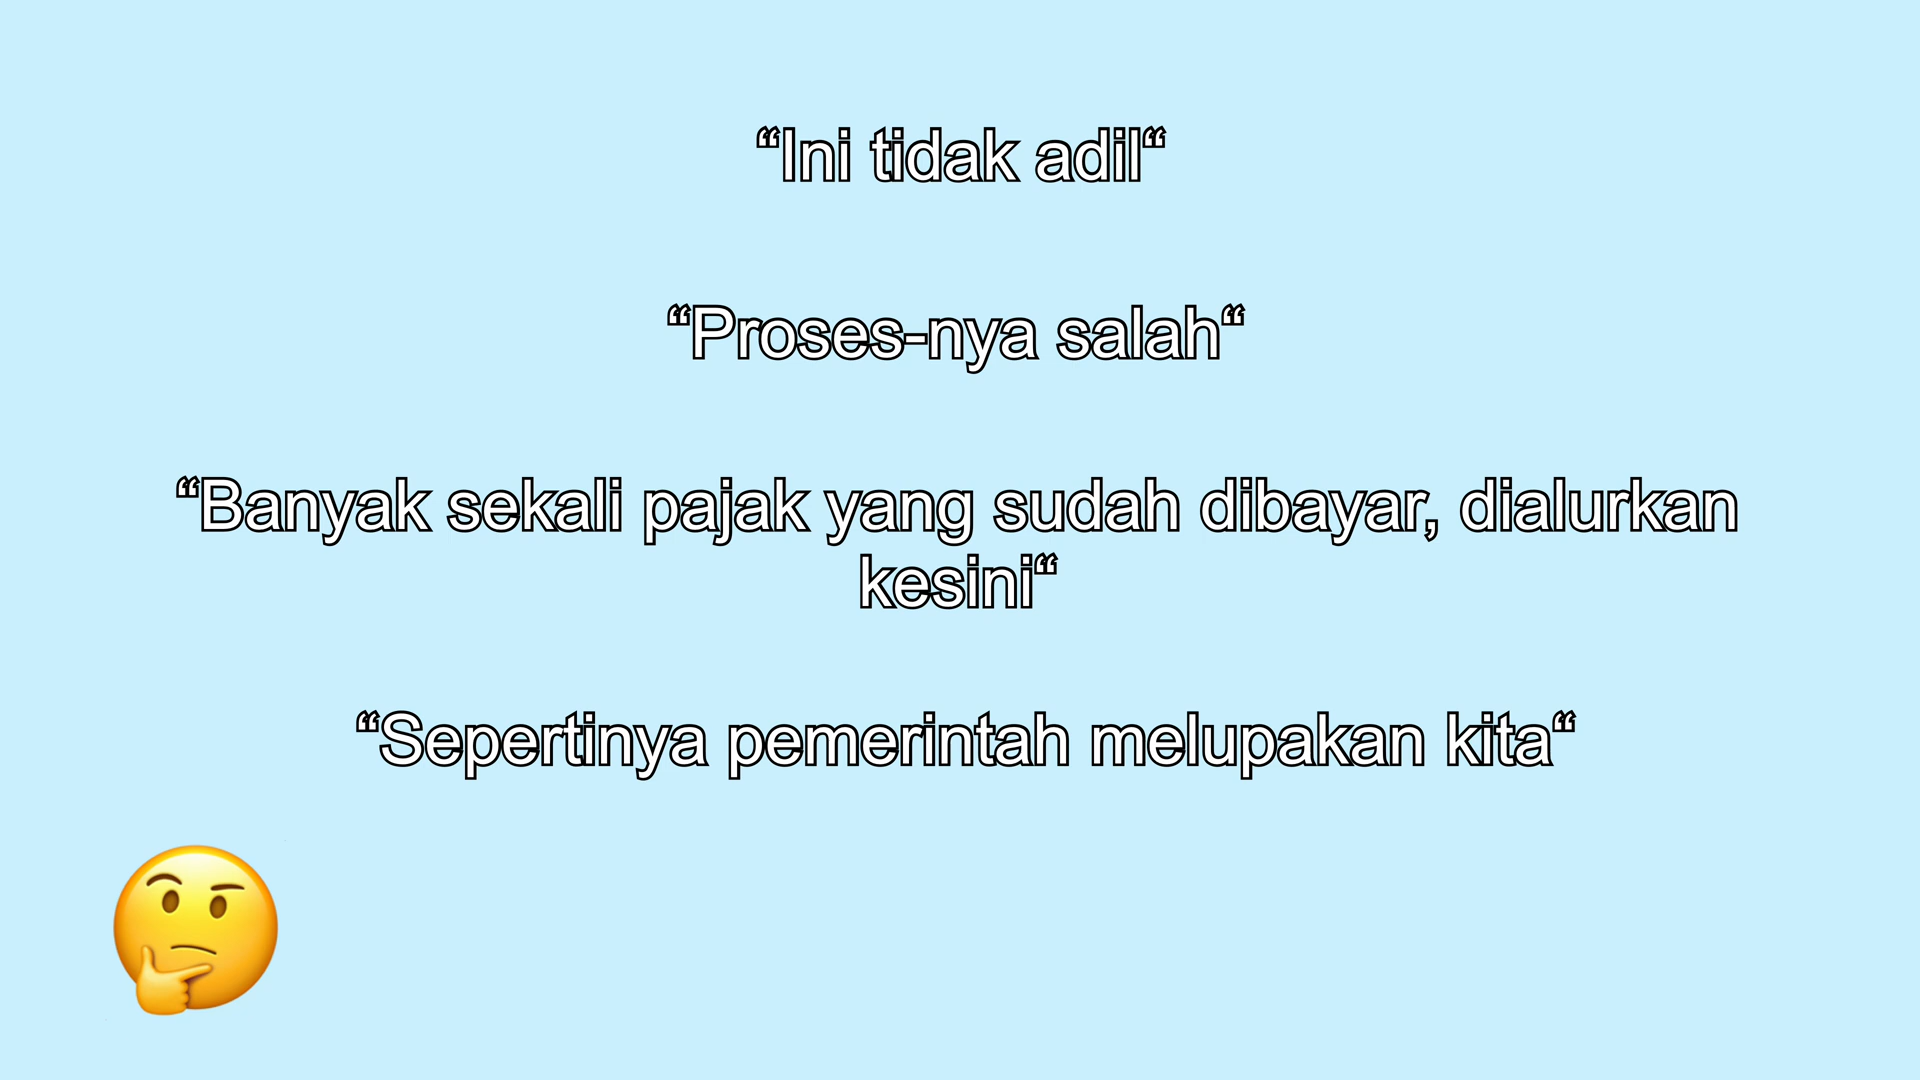 “Ini tidak adil“
“Proses-nya salah“
“Banyak sekali pajak yang sudah dibayar, dialurkan
kesini“
“Sepertinya pemerintah melupakan kita“